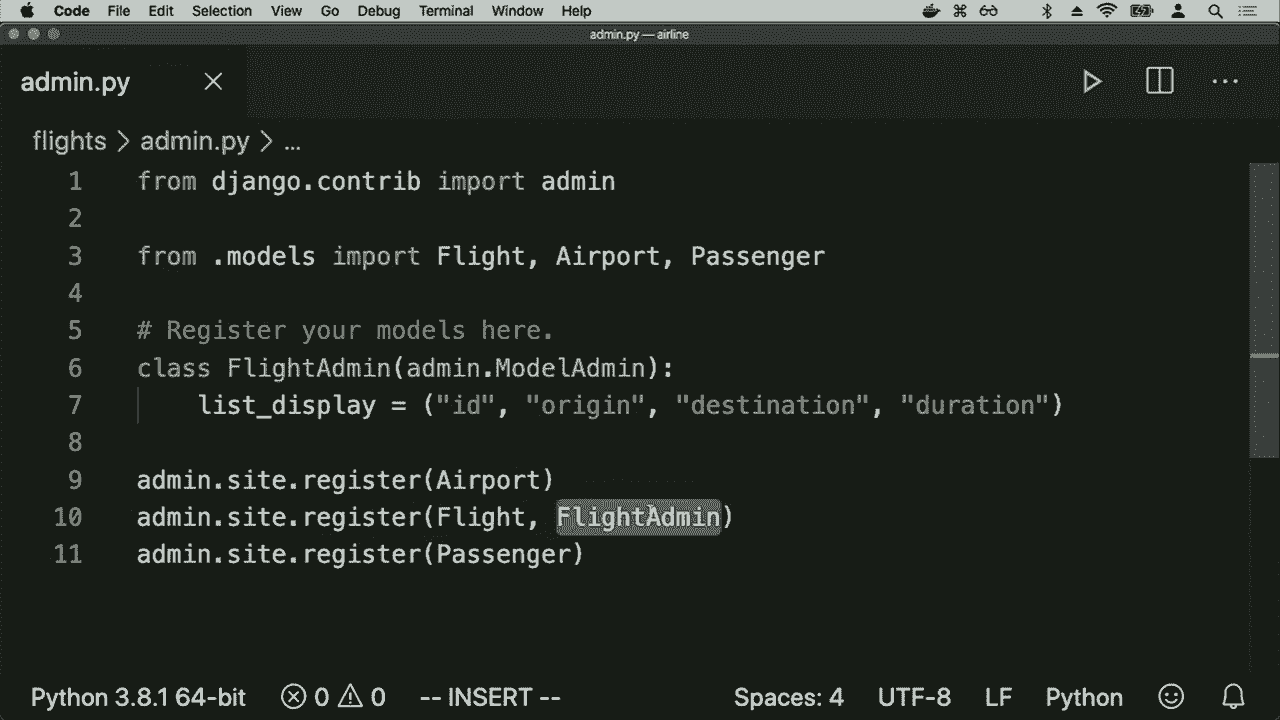 Code File Edit Selection View Go Debug Terminal Window Help
admin.py — airline
admin.py
flights > admin.py > ...
1 from django.contrib import admin
2
3 from .models import Flight, Airport, Passenger
4
5 # Register your models here.
6 class FlightAdmin(admin.ModelAdmin):
7     list_display = ("id", "origin", "destination", "duration")
8
9 admin.site.register(Airport)
10 admin.site.register(Flight, FlightAdmin)
11 admin.site.register(Passenger)
Python 3.8.1 64-bit 0 0 -- INSERT -- Spaces: 4 UTF-8 LF Python